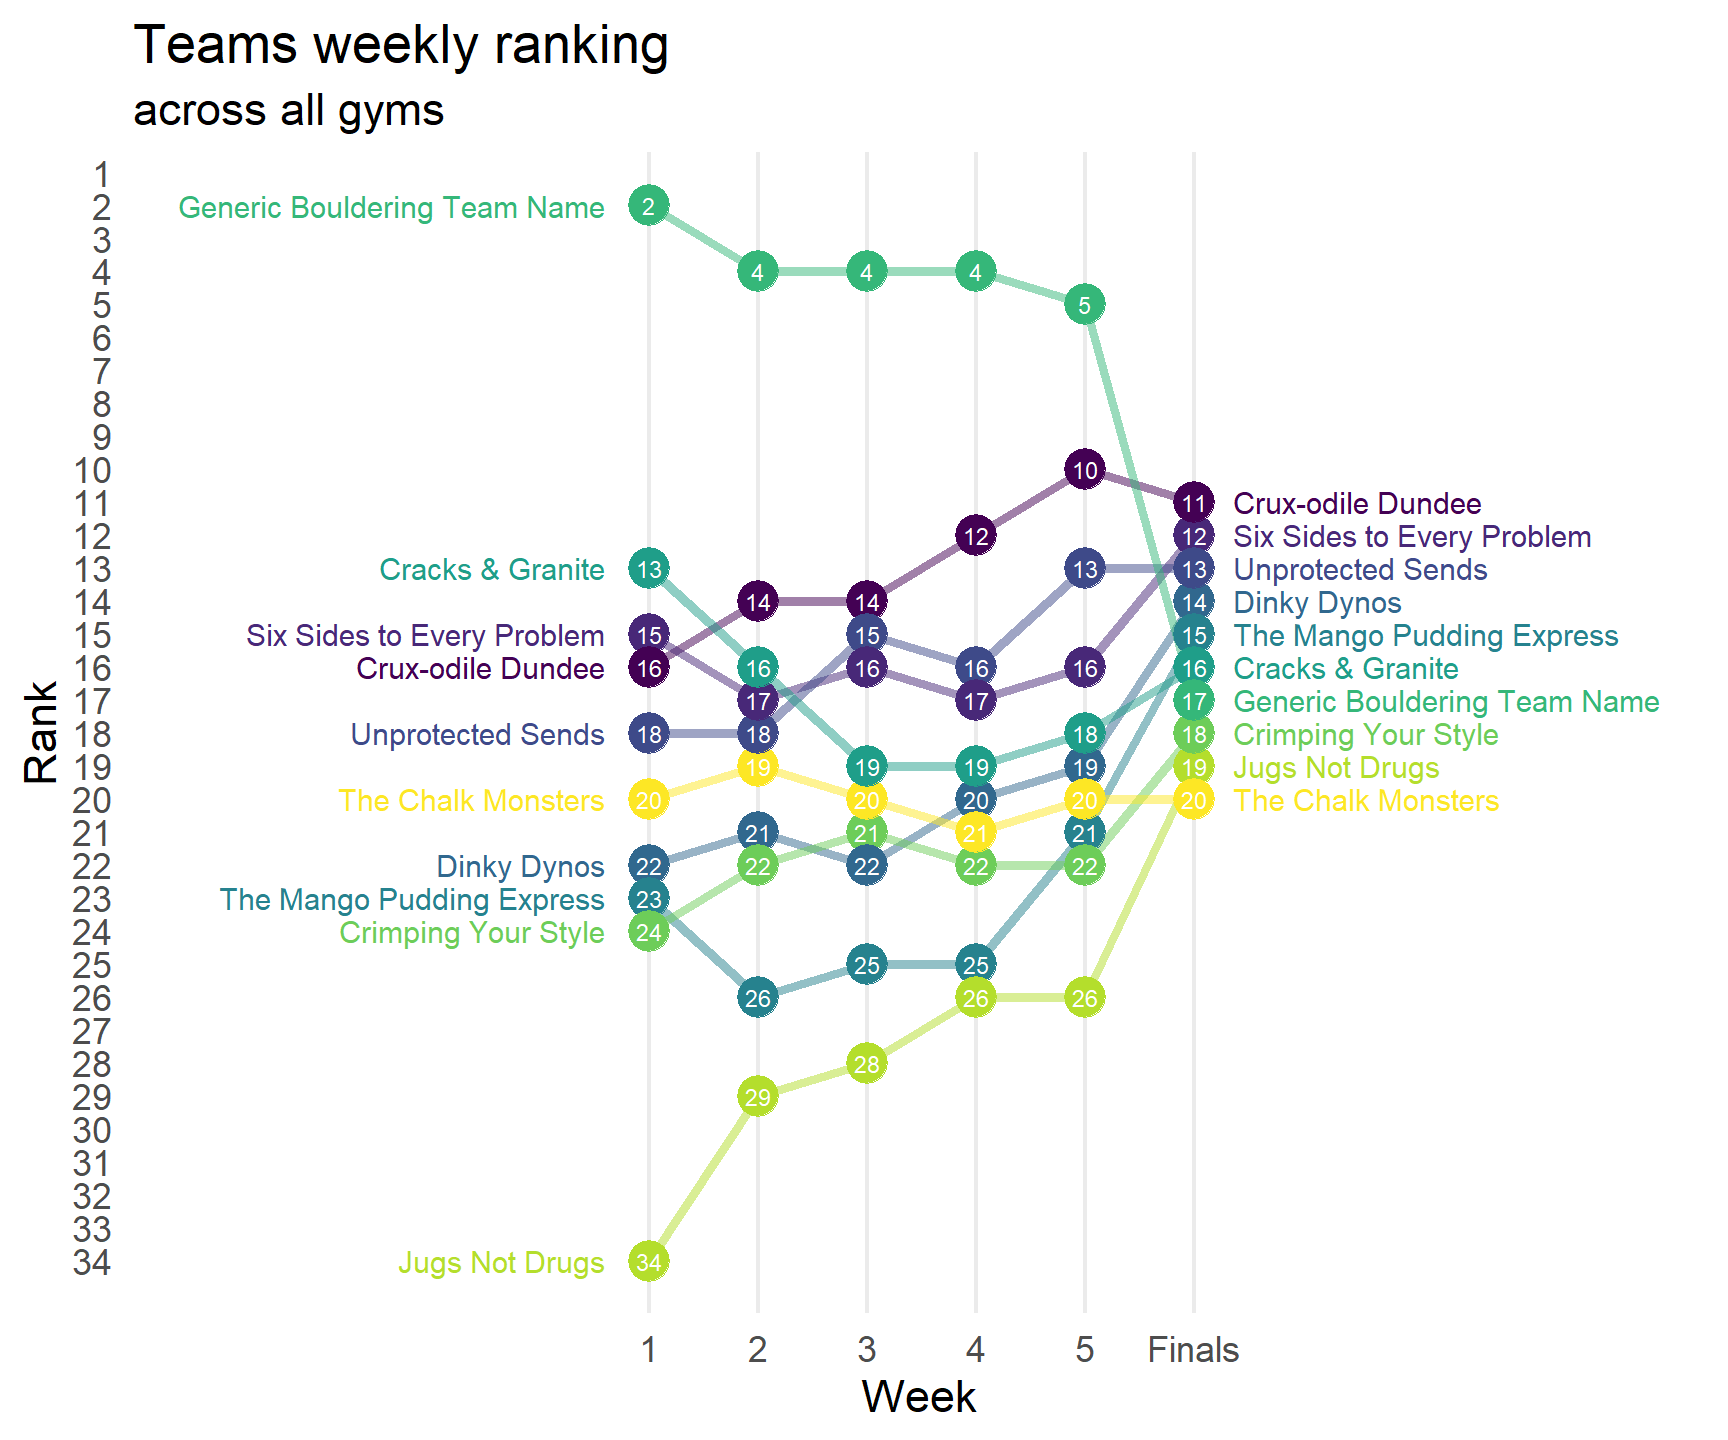 Teams weekly ranking
across all gyms
Rank
1
2
3
4
5
6
7
8
9
10
11
12
13
14
15
16
17
18
19
20
21
22
23
24
25
26
27
28
29
30
31
32
33
34
Generic Bouldering Team Name 2 4 4 4 5
10
11 Crux-odile Dundee
12 12 Six Sides to Every Problem
Cracks & Granite 13 13 13 Unprotected Sends
14 14 14 Dinky Dynos
Six Sides to Every Problem 15 15 15 The Mango Pudding Express
Crux-odile Dundee 16 16 16 16 16 16 Cracks & Granite
17 17 17 Generic Bouldering Team Name
Unprotected Sends 18 18 18 18 Crimping Your Style
19 19 19 19 19 Jugs Not Drugs
The Chalk Monsters 20 20 20 20 20 The Chalk Monsters
21 21 21 21
Dinky Dynos 22 22 22 22 22
The Mango Pudding Express 23
Crimping Your Style 24
25 25
26 26 26
28
29
Jugs Not Drugs 34
1 2 3 4 5 Finals
Week